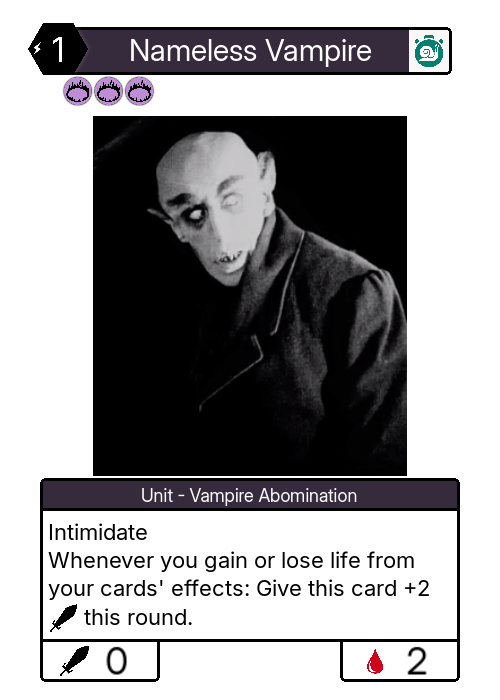 1 Nameless Vampire
Unit - Vampire Abomination
Intimidate
Whenever you gain or lose life from
your cards' effects: Give this card +2
this round.
0 2